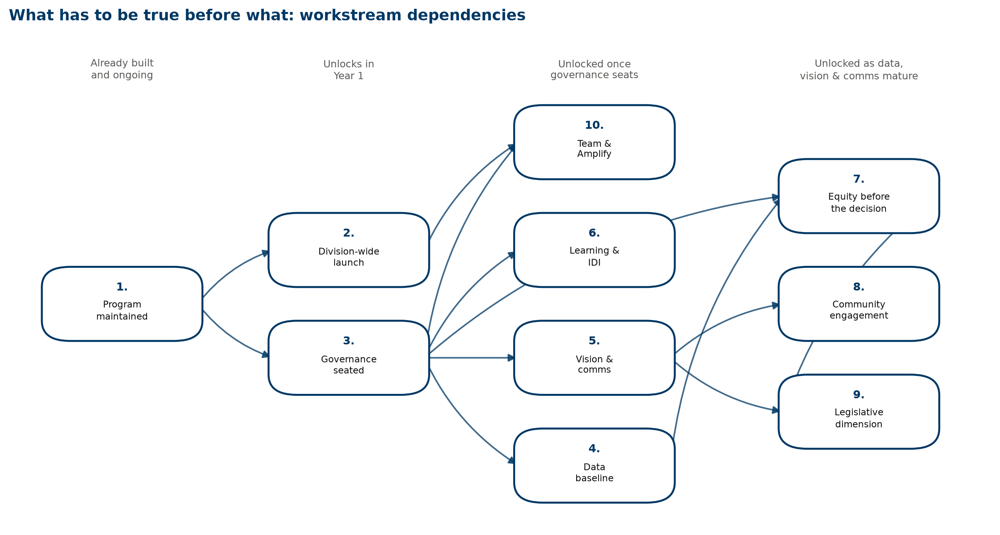 What has to be true before what: workstream dependencies
Already built
and ongoing
Unlocks in
Year 1
Unlocked once
governance seats
Unlocked as data,
vision & comms mature
1.
Program
maintained
2.
Division-wide
launch
3.
Governance
seated
10.
Team &
Amplify
6.
Learning &
IDI
5.
Vision &
comms
4.
Data
baseline
7.
Equity before
the decision
8.
Community
engagement
9.
Legislative
dimension